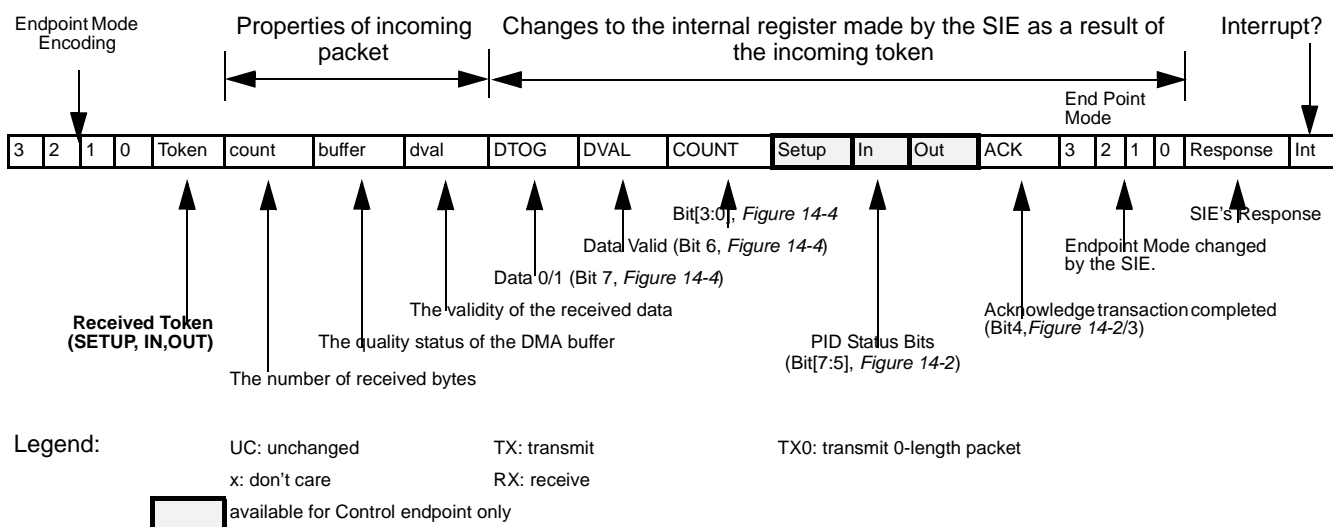 Endpoint Mode
Encoding
Properties of incoming
packet
Changes to the internal register made by the SIE as a result of
the incoming token
Interrupt?
End Point
Mode
3 2 1 0 Token count buffer dval DTOG DVAL COUNT Setup In Out ACK 3 2 1 0 Response Int
Bit[3:0], Figure 14-4
SIE's Response
Data Valid (Bit 6, Figure 14-4)
Endpoint Mode changed
by the SIE.
Data 0/1 (Bit 7, Figure 14-4)
The validity of the received data
Acknowledge transaction completed
(Bit4,Figure 14-2/3)
Received Token
(SETUP, IN,OUT)
The quality status of the DMA buffer
PID Status Bits
(Bit[7:5], Figure 14-2)
The number of received bytes
Legend:
UC: unchanged
TX: transmit
TX0: transmit 0-length packet
x: don't care
RX: receive
available for Control endpoint only